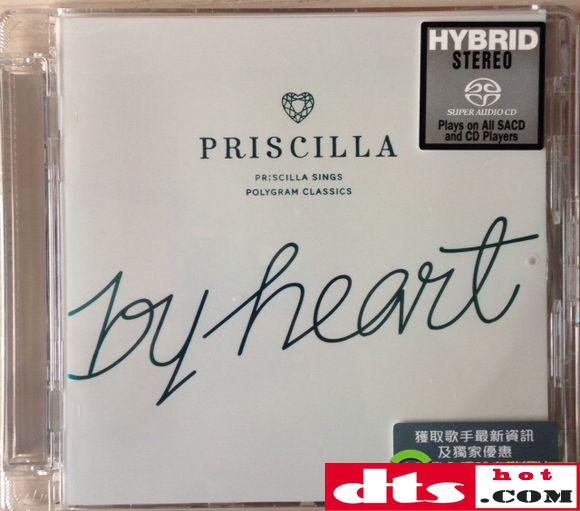 HYBRID
STEREO
SUPER AUDIO CD
Plays on All SACD
and CD Players
PRISCILLA
PRISCILLA SINGS
POLYGRAM CLASSICS
by heart
獲取歌手最新資訊
及獨家優惠
dts hot
.com